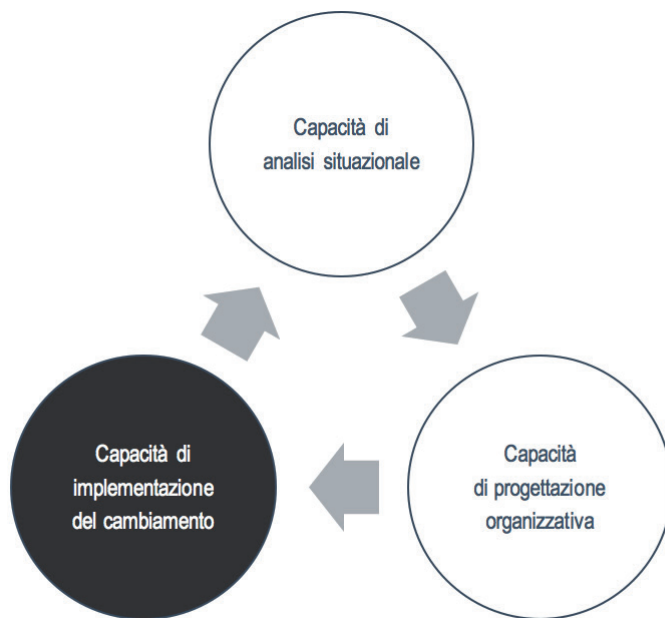 Capacità di
analisi situazionale
Capacità di
implementazione
del cambiamento
Capacità
di progettazione
organizzativa